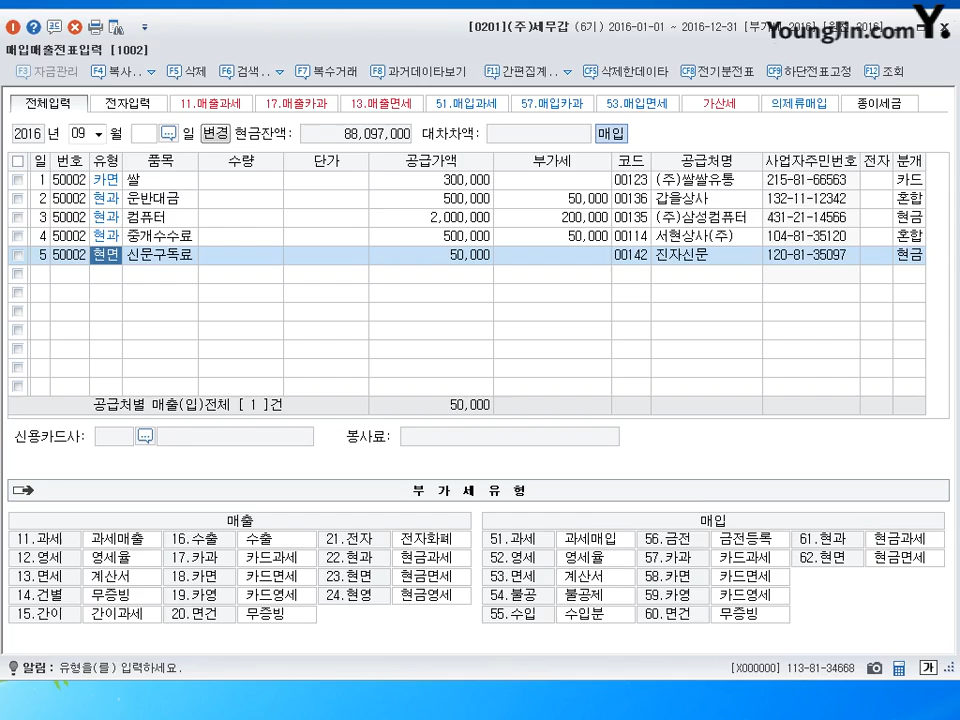 [0201](주)세무갑 (6기) 2016-01-01 ~ 2016-12-31 [부가세 2016]
YoungJin.com Y.
매입매출전표입력 [1002]
F3 자금관리 F4 복사.. F5 삭제 F6 검색.. F7 복수거래 F8 과거데이타보기 F11 간편집계.. CF5 삭제한데이타 CF8 전기분전표 CF9 하단전표고정 F12 조회
전체입력 전자입력 11.매출과세 17.매출카과 13.매출면세 51.매입과세 57.매입카과 53.매입면세 가산세 의제류매입 종이세금
2016 년 09 월 일 변경 현금잔액: 88,097,000 대차차액: 매입
일 번호 유형 품목 수량 단가 공급가액 부가세 코드 공급처명 사업자주민번호 전자 분개
1 50002 카면 쌀 300,000 00123 (주)쌀쌀유통 215-81-66563 카드
2 50002 현과 운반대금 500,000 50,000 00136 갑을상사 132-11-12342 혼합
3 50002 현과 컴퓨터 2,000,000 200,000 00135 (주)삼성컴퓨터 431-21-14566 현금
4 50002 현과 중개수수료 500,000 50,000 00114 서현상사(주) 104-81-35120 혼합
5 50002 현면 신문구독료 50,000 00142 진자신문 120-81-35097 현금
공급처별 매출(입)전체 [ 1 ]건 50,000
신용카드사: 봉사료:
부 가 세 유 형
매출 매입
11.과세 과세매출 16.수출 수출 21.전자 전자화폐 51.과세 과세매입 56.금전 금전등록 61.현과 현금과세
12.영세 영세율 17.카과 카드과세 22.현과 현금과세 52.영세 영세율 57.카과 카드과세 62.현면 현금면세
13.면세 계산서 18.카면 카드면세 23.현면 현금면세 53.면세 계산서 58.카면 카드면세
14.건별 무증빙 19.카영 카드영세 24.현영 현금영세 54.불공 불공제 59.카영 카드영세
15.간이 간이과세 20.면건 무증빙 55.수입 수입분 60.면건 무증빙
알림 : 유형을(를) 입력하세요. [X000000] 113-81-34668 가